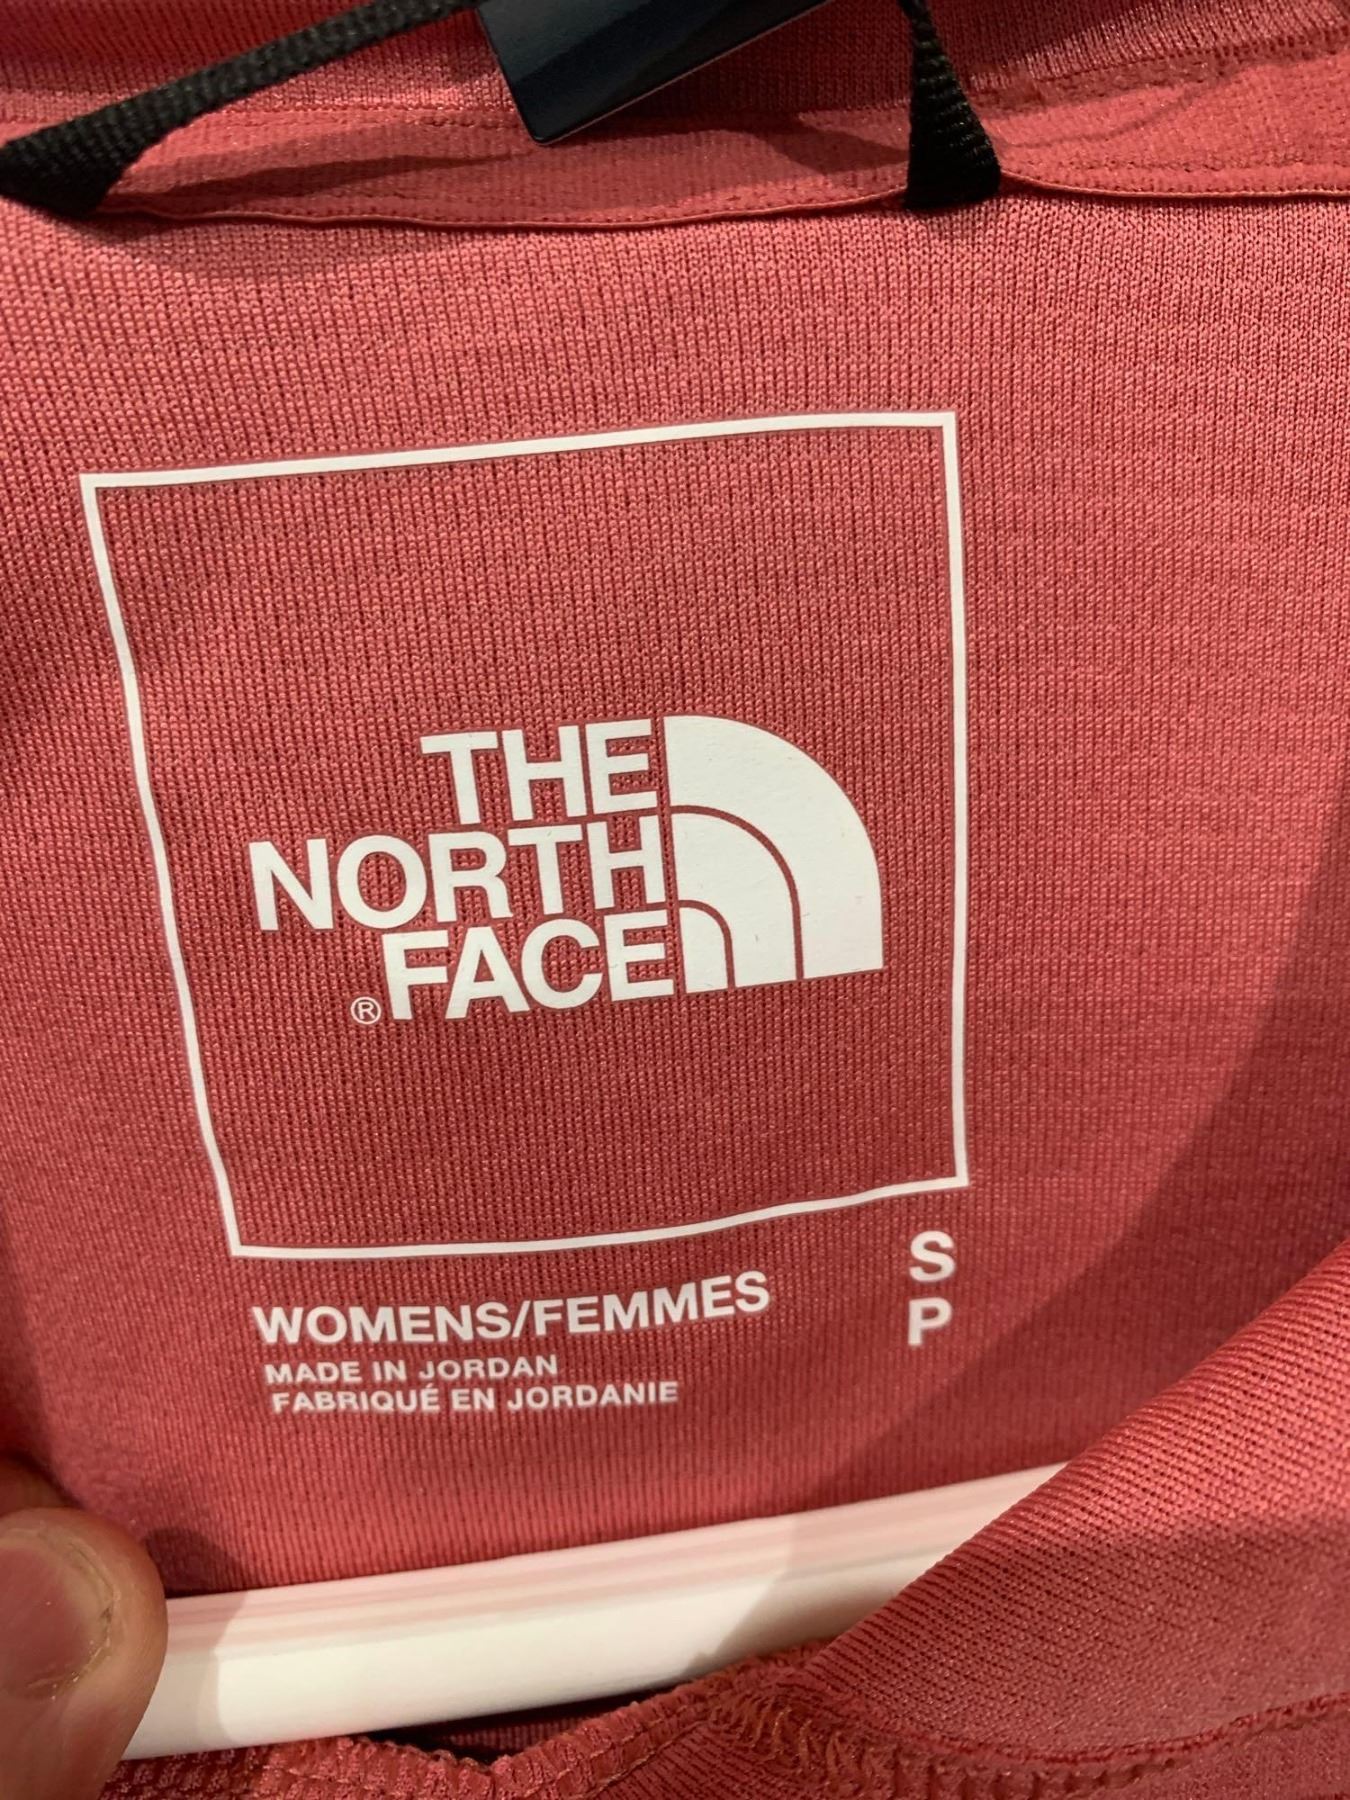 THE
NORTH
FACE
®
WOMENS/FEMMES
MADE IN JORDAN
FABRIQUÉ EN JORDANIE
S
P